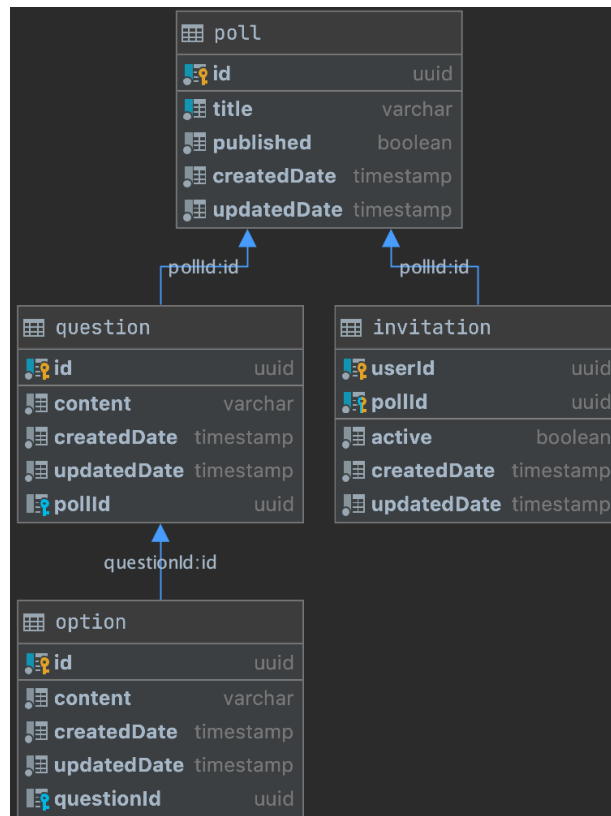 poll
id uuid
title varchar
published boolean
createdDate timestamp
updatedDate timestamp
pollId:id pollId:id
question
id uuid
content varchar
createdDate timestamp
updatedDate timestamp
pollId uuid
invitation
userId uuid
pollId uuid
active boolean
createdDate timestamp
updatedDate timestamp
questionId:id
option
id uuid
content varchar
createdDate timestamp
updatedDate timestamp
questionId uuid